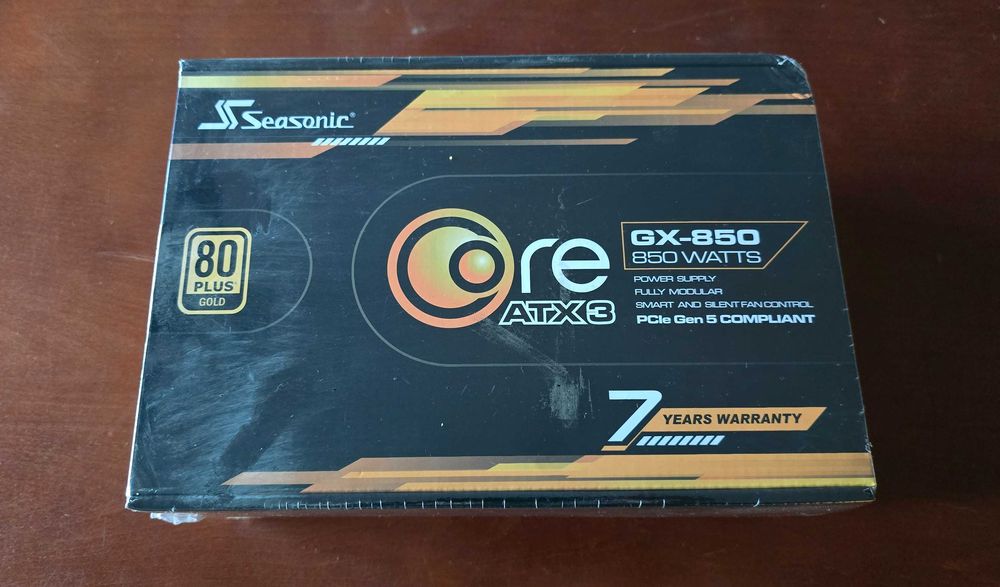 Seasonic®
80
PLUS
GOLD
Core
ATX3
GX-850
850 WATTS
POWER SUPPLY
FULLY MODULAR
SMART AND SILENT FAN CONTROL
PCIe Gen 5 COMPLIANT
7 YEARS WARRANTY